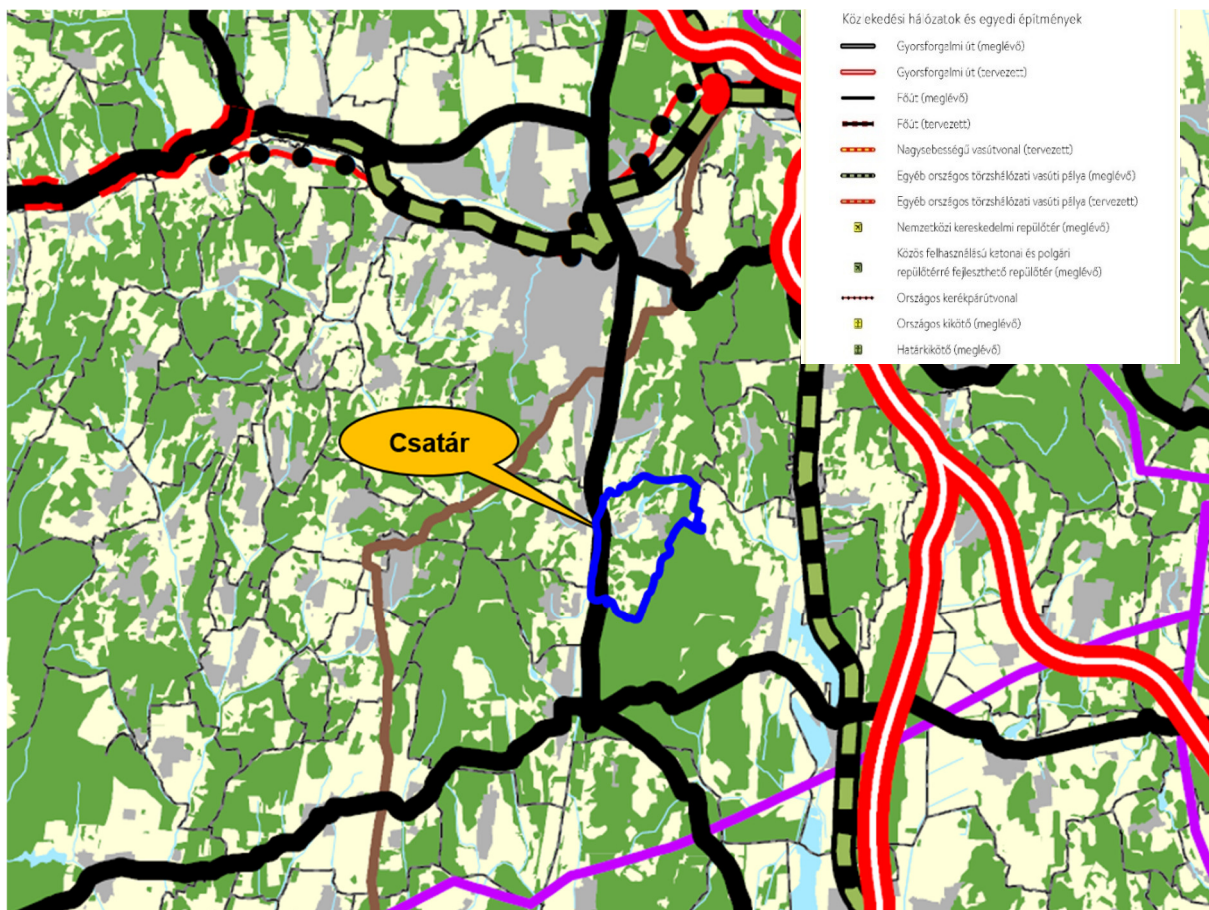 Köz ekedési hálózatok és egyedi építmények
Gyorsforgalmi út (meglévő)
Gyorsforgalmi út (tervezett)
Főút (meglévő)
Főút (tervezett)
Nagysebességű vasútvonal (tervezett)
Egyéb országos törzshálózati vasúti pálya (meglévő)
Egyéb országos törzshálózati vasúti pálya (tervezett)
Nemzetközi kereskedelmi repülőtér (meglévő)
Közös felhasználású katonai és polgári
repülőtérré fejleszthető repülőtér (meglévő)
Országos kerékpárútvonal
Országos kikötő (meglévő)
Határkikötő (meglévő)
Csatár